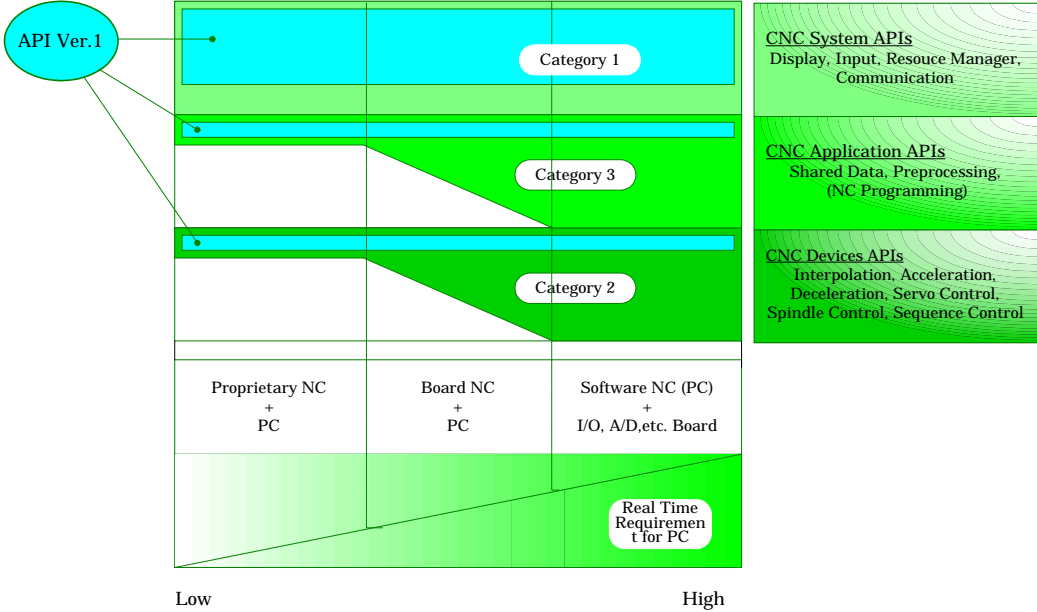 API Ver.1
Category 1
CNC System APIs
Display, Input, Resouce Manager,
Communication
Category 3
CNC Application APIs
Shared Data, Preprocessing,
(NC Programming)
Category 2
CNC Devices APIs
Interpolation, Acceleration,
Deceleration, Servo Control,
Spindle Control, Sequence Control
Proprietary NC
+
PC
Board NC
+
PC
Software NC (PC)
+
I/O, A/D,etc. Board
Real Time
Requiremen
t for PC
Low
High